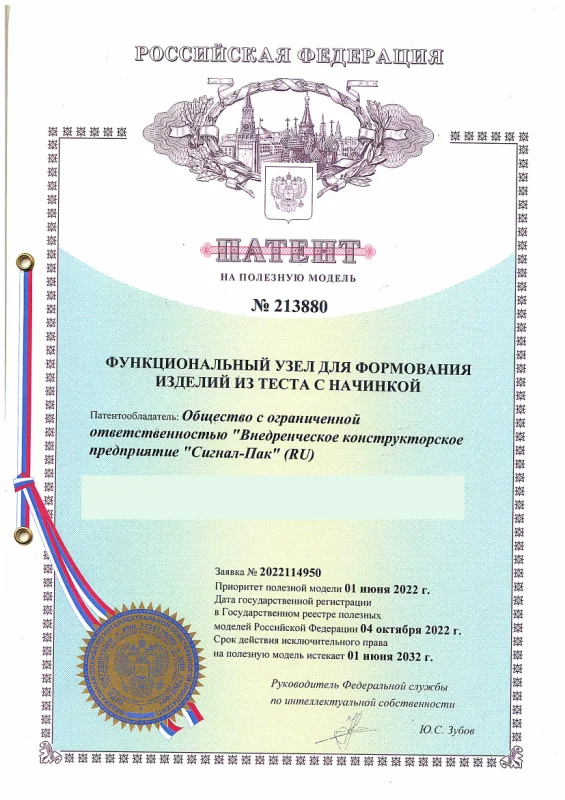 РОССИЙСКАЯ ФЕДЕРАЦИЯ
ПАТЕНТ
НА ПОЛЕЗНУЮ МОДЕЛЬ
№ 213880
ФУНКЦИОНАЛЬНЫЙ УЗЕЛ ДЛЯ ФОРМОВАНИЯ
ИЗДЕЛИЙ ИЗ ТЕСТА С НАЧИНКОЙ
Патентообладатель: Общество с ограниченной
ответственностью "Внедренческое конструкторское
предприятие "Сигнал-Пак" (RU)
Заявка № 2022114950
Приоритет полезной модели 01 июня 2022 г.
Дата государственной регистрации
в Государственном реестре полезных
моделей Российской Федерации 04 октября 2022 г.
Срок действия исключительного права
на полезную модель истекает 01 июня 2032 г.
Руководитель Федеральной службы
по интеллектуальной собственности
Ю.С. Зубов